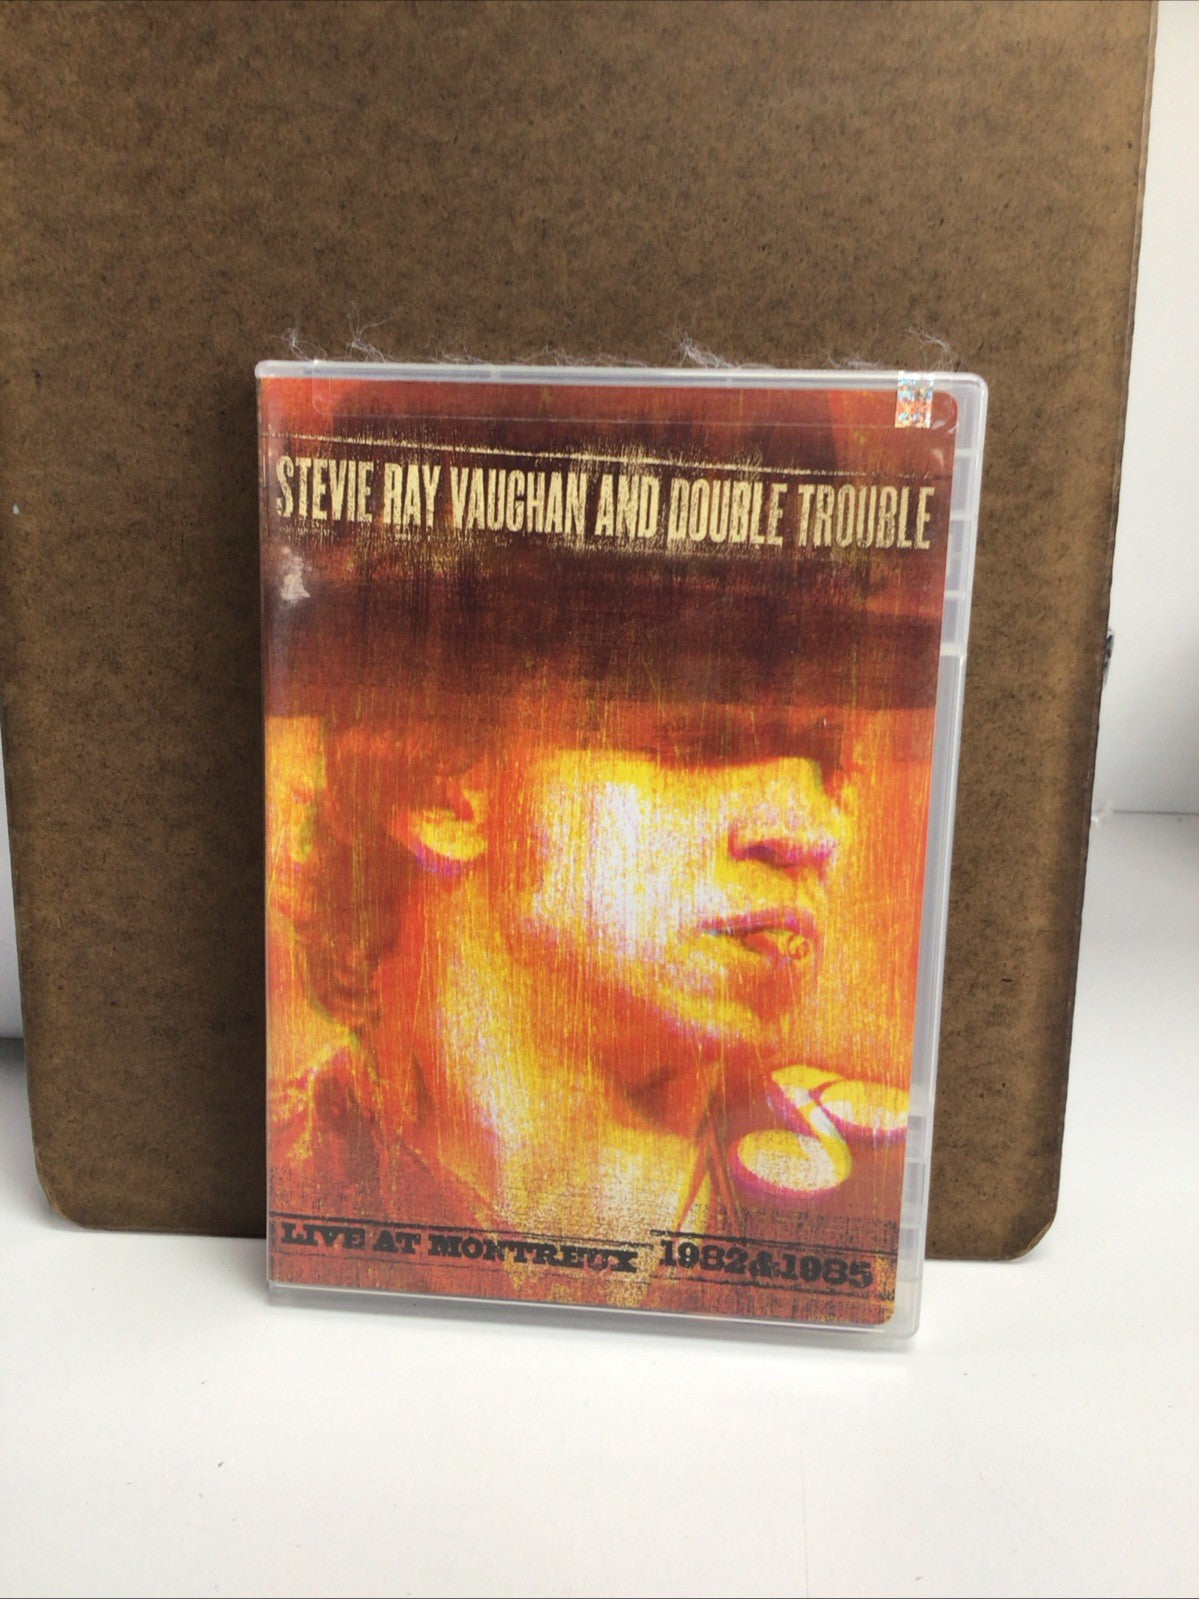 STEVIE RAY VAUGHAN AND DOUBLE TROUBLE
LIVE AT MONTREUX 1982&1985